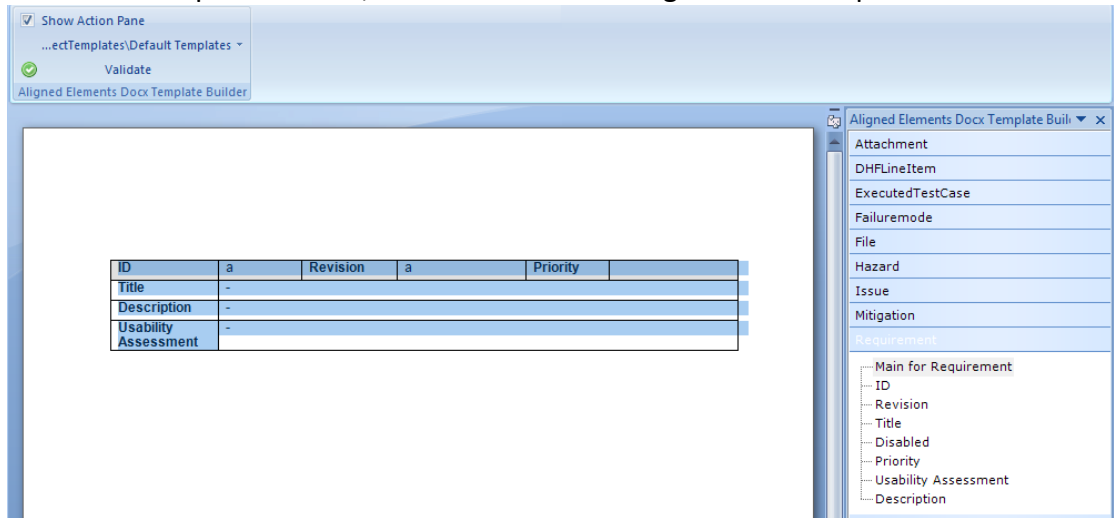 Show Action Pane
...ectTemplates\Default Templates
Validate
Aligned Elements Docx Template Builder
Aligned Elements Docx Template Buil
Attachment
DHFLineItem
ExecutedTestCase
Failuremode
File
Hazard
Issue
Mitigation
Requirement
Main for Requirement
ID
Revision
Title
Disabled
Priority
Usability Assessment
Description
ID a Revision a Priority
Title -
Description -
Usability -
Assessment